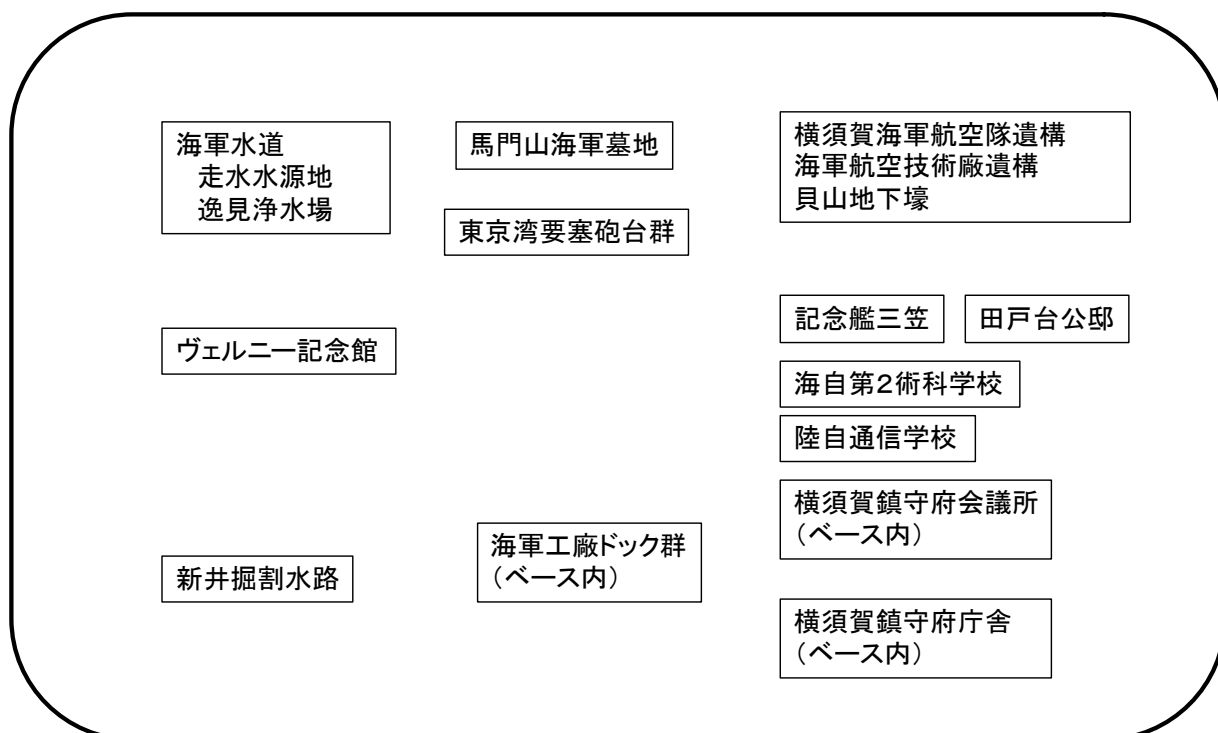 海軍水道
走水水源地
逸見浄水場
馬門山海軍墓地
東京湾要塞砲台群
横須賀海軍航空隊遺構
海軍航空技術廠遺構
貝山地下壕
ヴェルニー記念館
記念艦三笠
田戸台公邸
海自第2術科学校
陸自通信学校
新井掘割水路
海軍工廠ドック群
(ベース内)
横須賀鎮守府会議所
(ベース内)
横須賀鎮守府庁舎
(ベース内)